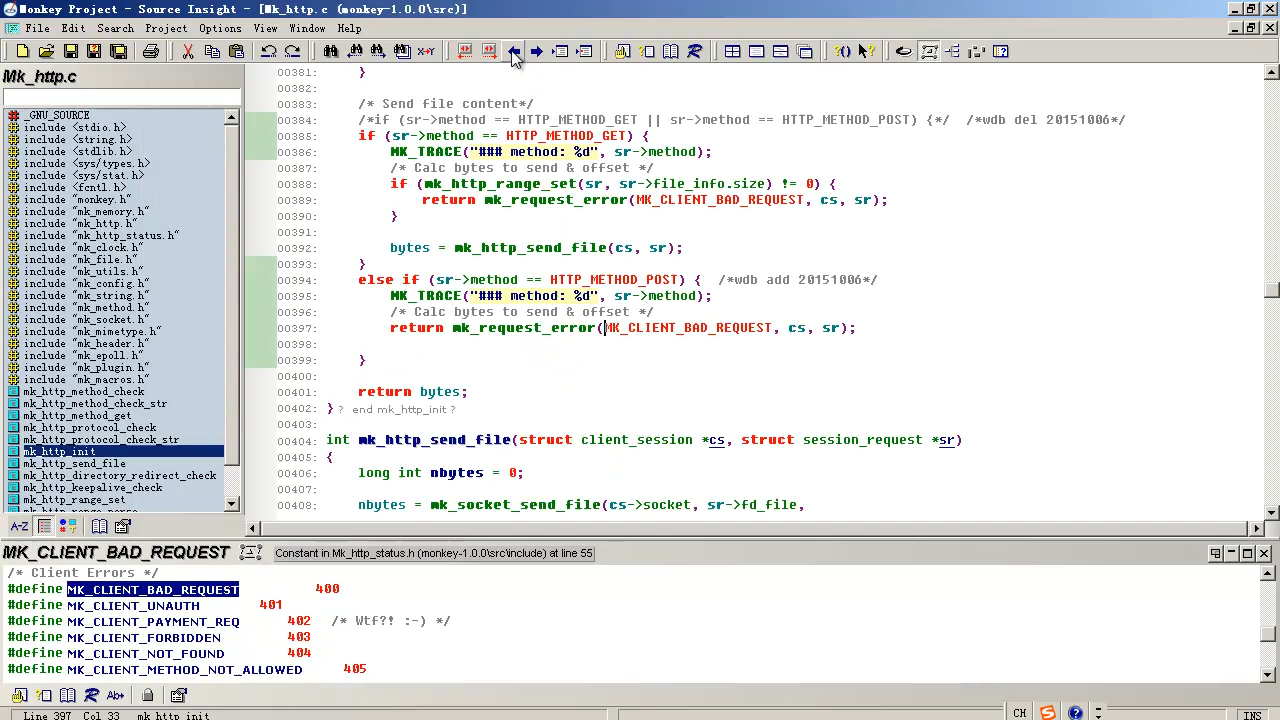 Monkey Project - Source Insight - [Mk_http.c (monkey-1.0.0\src)]
File Edit Search Project Options View Window Help
Mk_http.c
_GNU_SOURCE
include <stdio.h>
include <string.h>
include <stdlib.h>
include <sys/types.h>
include <sys/stat.h>
include <fcntl.h>
include "monkey.h"
include "mk_memory.h"
include "mk_http.h"
include "mk_http_status.h"
include "mk_clock.h"
include "mk_file.h"
include "mk_utils.h"
include "mk_config.h"
include "mk_string.h"
include "mk_method.h"
include "mk_socket.h"
include "mk_mimetype.h"
include "mk_header.h"
include "mk_epoll.h"
include "mk_plugin.h"
include "mk_macros.h"
mk_http_method_check
mk_http_method_check_str
mk_http_method_get
mk_http_protocol_check
mk_http_protocol_check_str
mk_http_init
mk_http_send_file
mk_http_directory_redirect_check
mk_http_keepalive_check
mk_http_range_set
00381: }
00382:
00383: /* Send file content*/
00384: /*if (sr->method == HTTP_METHOD_GET || sr->method == HTTP_METHOD_POST) {*/ /*wdb del 20151006*/
00385: if (sr->method == HTTP_METHOD_GET) {
00386: MK_TRACE("### method: %d", sr->method);
00387: /* Calc bytes to send & offset */
00388: if (mk_http_range_set(sr, sr->file_info.size) != 0) {
00389: return mk_request_error(MK_CLIENT_BAD_REQUEST, cs, sr);
00390: }
00391:
00392: bytes = mk_http_send_file(cs, sr);
00393: }
00394: else if (sr->method == HTTP_METHOD_POST) { /*wdb add 20151006*/
00395: MK_TRACE("### method: %d", sr->method);
00396: /* Calc bytes to send & offset */
00397: return mk_request_error(MK_CLIENT_BAD_REQUEST, cs, sr);
00398:
00399: }
00400:
00401: return bytes;
00402: } ? end mk_http_init ?
00403:
00404: int mk_http_send_file(struct client_session *cs, struct session_request *sr)
00405: {
00406: long int nbytes = 0;
00407:
00408: nbytes = mk_socket_send_file(cs->socket, sr->fd_file,
A-Z
MK_CLIENT_BAD_REQUEST Constant in Mk_http_status.h (monkey-1.0.0\src\include) at line 55
/* Client Errors */
#define MK_CLIENT_BAD_REQUEST 400
#define MK_CLIENT_UNAUTH 401
#define MK_CLIENT_PAYMENT_REQ 402 /* Wtf?! :-) */
#define MK_CLIENT_FORBIDDEN 403
#define MK_CLIENT_NOT_FOUND 404
#define MK_CLIENT_METHOD_NOT_ALLOWED 405
Line 397 Col 33 mk_http_init CH INS